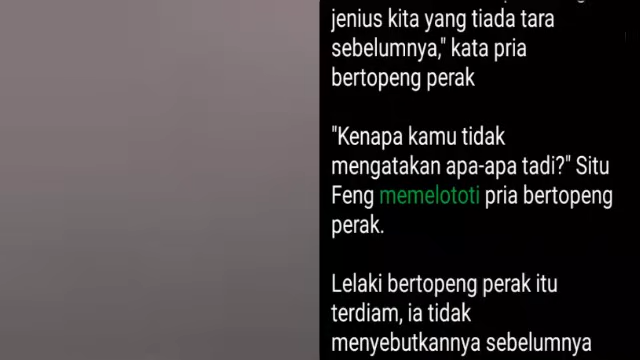 jenius kita yang tiada tara
sebelumnya," kata pria
bertopeng perak
"Kenapa kamu tidak
mengatakan apa-apa tadi?" Situ
Feng memelototi pria bertopeng
perak.
Lelaki bertopeng perak itu
terdiam, ia tidak
menyebutkannya sebelumnya